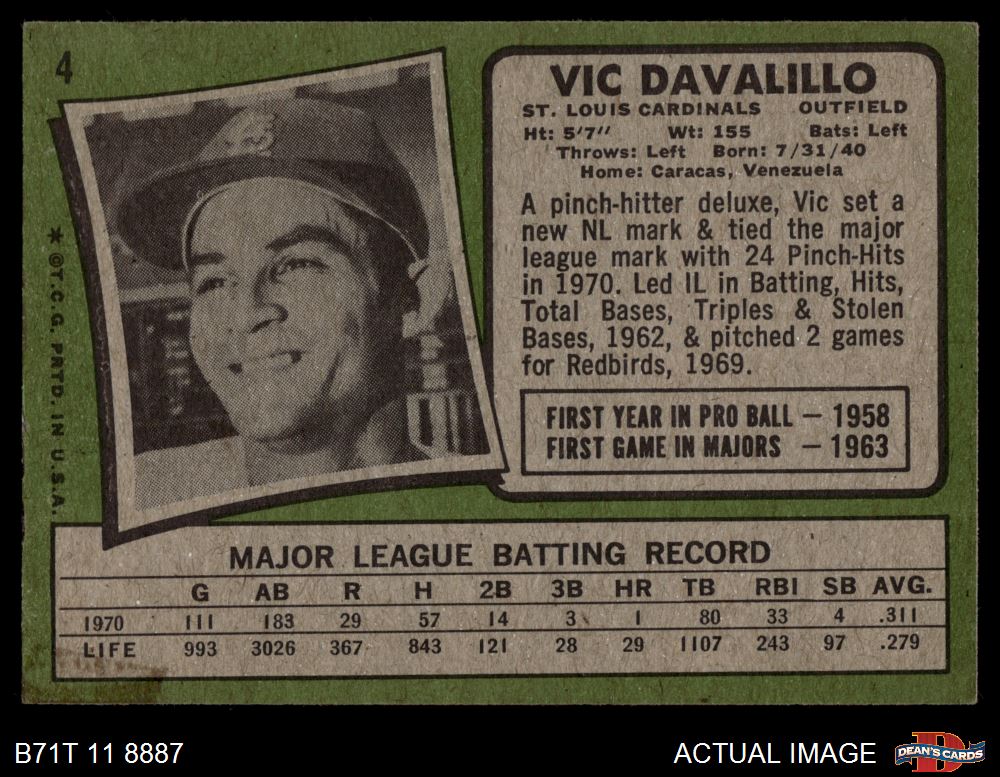 4
VIC DAVALILLO
ST. LOUIS CARDINALS OUTFIELD
Ht: 5'7" Wt: 155 Bats: Left
Throws: Left Born: 7/31/40
Home: Caracas, Venezuela
A pinch-hitter deluxe, Vic set a
new NL mark & tied the major
league mark with 24 Pinch-Hits
in 1970. Led IL in Batting, Hits,
Total Bases, Triples & Stolen
Bases, 1962, & pitched 2 games
for Redbirds, 1969.
FIRST YEAR IN PRO BALL — 1958
FIRST GAME IN MAJORS — 1963
* ©T.C.G. PRTD. IN U.S.A.
MAJOR LEAGUE BATTING RECORD
G AB R H 2B 3B HR TB RBI SB AVG.
1970 111 183 29 57 14 3 1 80 33 4 .311
LIFE 993 3026 367 843 121 28 29 1107 243 97 .279
B71T 11 8887
ACTUAL IMAGE
DEAN'S CARDS